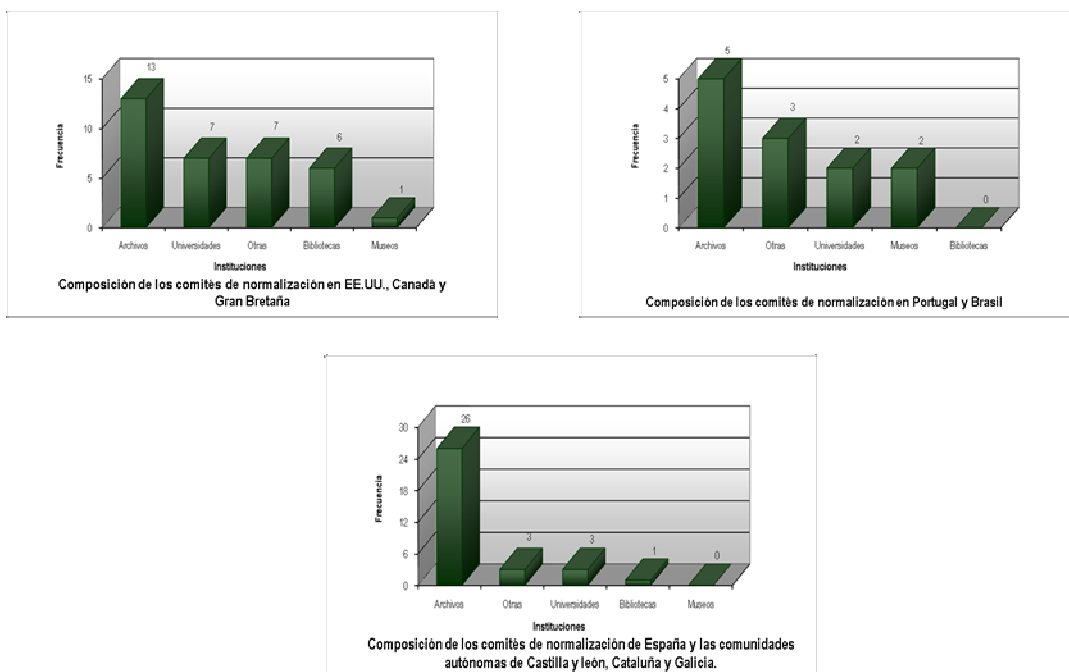 13
15
7
7
6
10
Frecuencia
5
1
0
Archivos Universidades Otras Bibliotecas Museos
Instituciones
Composición de los comitès de normalización en EE.UU., Canadà y
Gran Bretaña
5
5
3
4
2
2
3
Frecuencia
2
1
0
0
Archivos Otras Universidades Museos Bibliotecas
Instituciones
Composición de los comitès de normalización en Portugal y Brasil
26
30
24
18
Frecuencia
12
3
3
1
0
6
0
Archivos Otras Universidades Bibliotecas Museos
Instituciones
Composición de los comitès de normalización de España y las comunidades
autónomas de Castilla y león, Cataluña y Galicia.